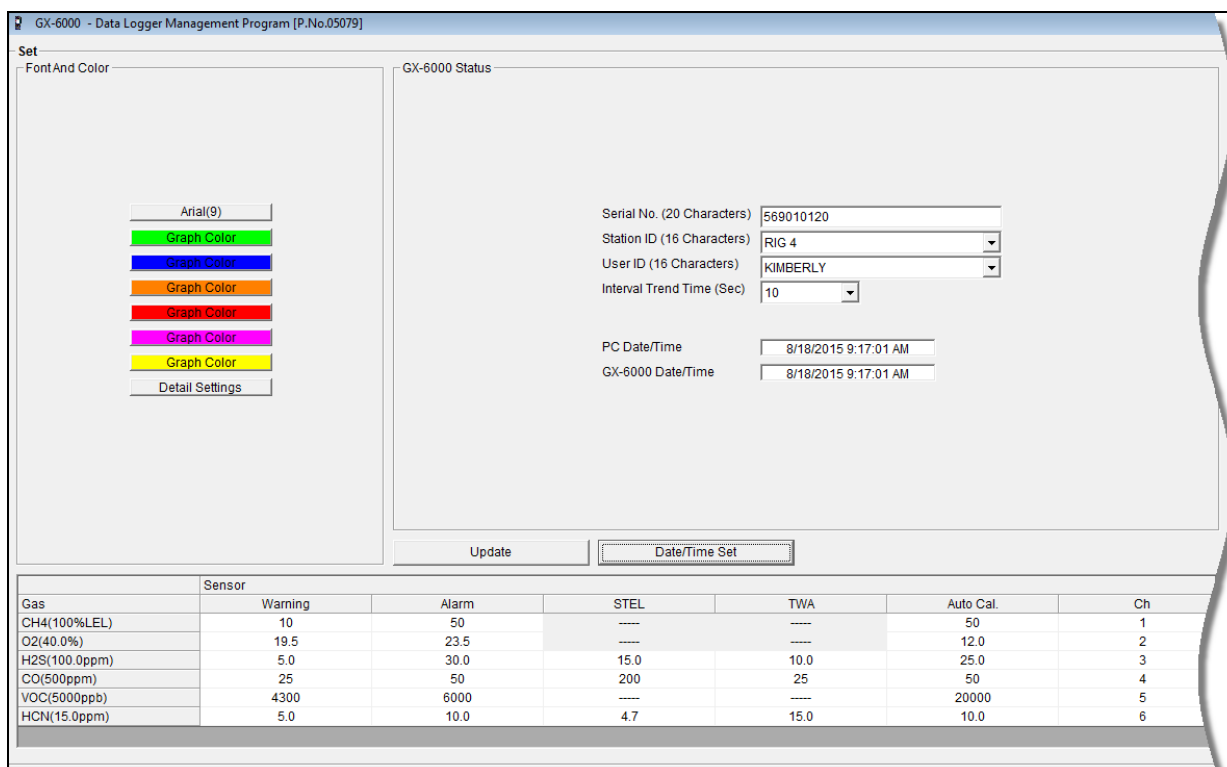 GX-6000 - Data Logger Management Program [P.No.05079]
Set
Font And Color
Arial(9)
Graph Color
Graph Color
Graph Color
Graph Color
Graph Color
Graph Color
Detail Settings
GX-6000 Status
Serial No. (20 Characters) 569010120
Station ID (16 Characters) RIG 4
User ID (16 Characters) KIMBERLY
Interval Trend Time (Sec) 10
PC Date/Time 8/18/2015 9:17:01 AM
GX-6000 Date/Time 8/18/2015 9:17:01 AM
Update Date/Time Set
Sensor
Gas Warning Alarm STEL TWA Auto Cal. Ch
CH4(100%LEL) 10 50 ----- ----- 50 1
O2(40.0%) 19.5 23.5 ----- ----- 12.0 2
H2S(100.0ppm) 5.0 30.0 15.0 10.0 25.0 3
CO(500ppm) 25 50 200 25 50 4
VOC(5000ppb) 4300 6000 ----- ----- 20000 5
HCN(15.0ppm) 5.0 10.0 4.7 15.0 10.0 6